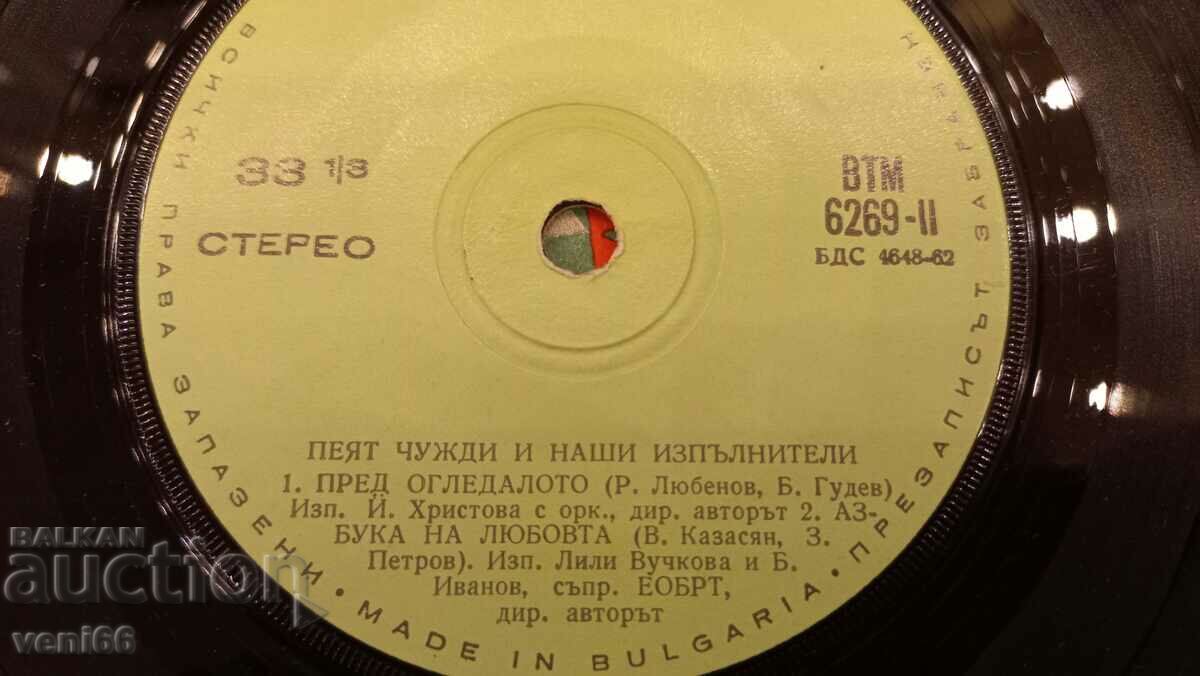 33 1/3
СТЕРЕО
ВТМ
6269-II
БДС 4648-62
ПЕЯТ ЧУЖДИ И НАШИ ИЗПЪЛНИТЕЛИ
1. ПРЕД ОГЛЕДАЛОТО (Р. Любенов, Б. Гудев)
Изп. Й. Христова с орк., дир. авторът 2. АЗ-
БУКА НА ЛЮБОВТА (В. Казасян, З.
Петров). Изп. Лили Вучкова и Б.
Иванов, съпр. ЕОБРТ,
дир. авторът
ВСИЧКИ ПРАВА ЗАПАЗЕНИ • MADE IN BULGARIA • ПРЕЗАПИСЪТ ЗАБРАНЕН
BALKAN
auction
veni66